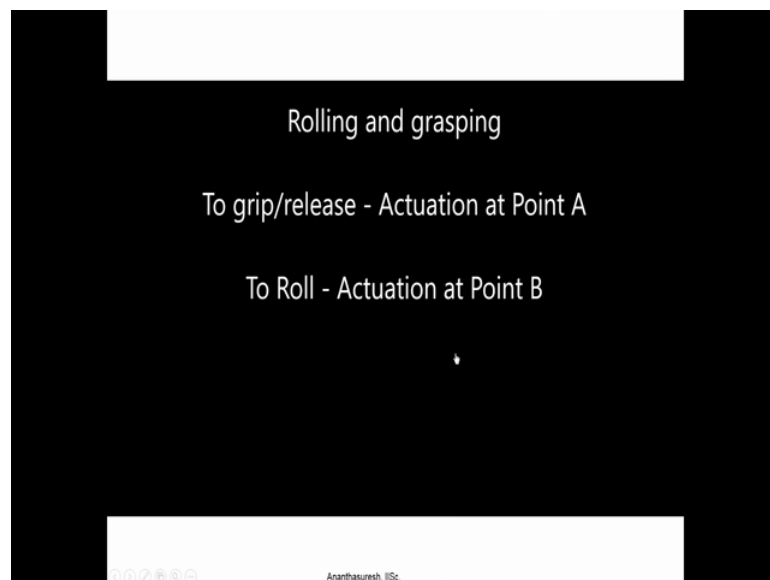 Rolling and grasping
To grip/release - Actuation at Point A
To Roll - Actuation at Point B
Ananthasuresh, IISc.